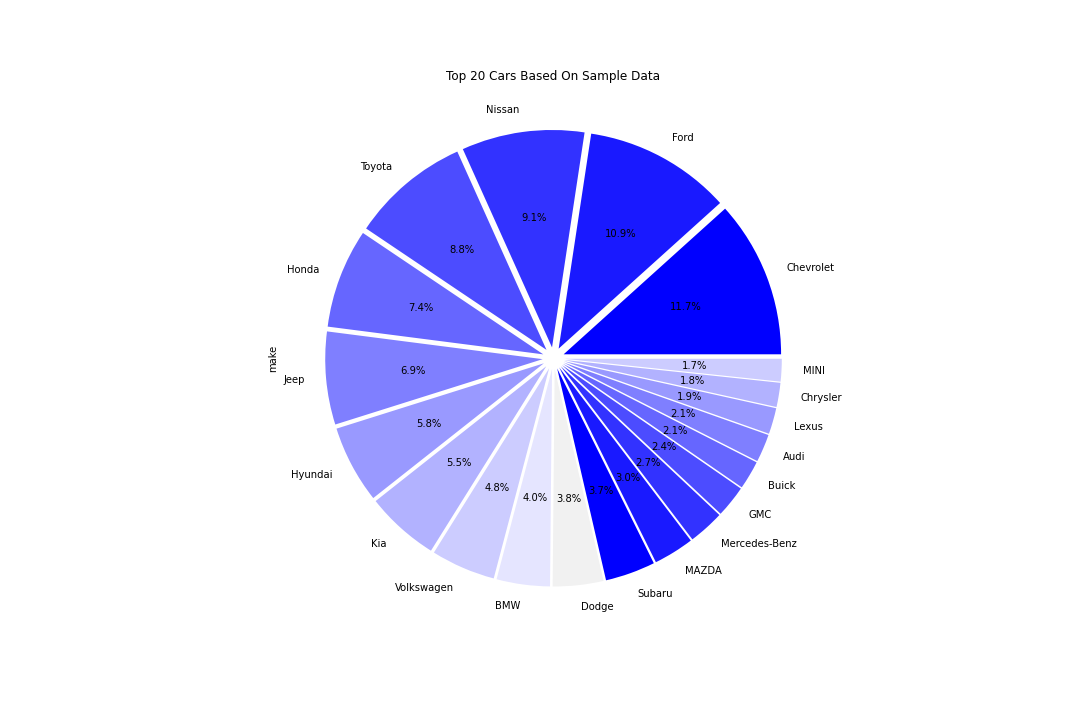 Top 20 Cars Based On Sample Data
Nissan
Ford
Toyota
9.1%
10.9%
8.8%
Chevrolet
Honda
7.4%
11.7%
make
Jeep
6.9%
1.7%
MINI
1.8%
Chrysler
1.9%
Lexus
2.1%
Audi
2.1%
Buick
2.4%
GMC
2.7%
Mercedes-Benz
3.0%
MAZDA
3.7%
Subaru
3.8%
Dodge
4.0%
BMW
4.8%
Volkswagen
5.5%
Kia
5.8%
Hyundai